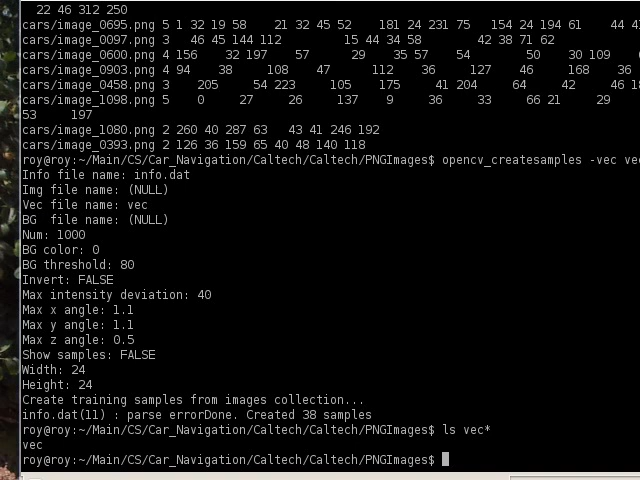 22 46 312 250
cars/image_0695.png 5 1 32 19 58 21 32 45 52 181 24 231 75 154 24 194 61 44
cars/image_0097.png 3 46 45 144 112 15 44 34 58 42 38 71 62
cars/image_0600.png 4 156 32 197 57 29 35 57 54 50 30 109
cars/image_0903.png 4 94 38 108 47 112 36 127 46 168 36
cars/image_0458.png 3 205 54 223 105 175 41 204 64 42 46
cars/image_1098.png 5 0 27 26 137 9 36 33 66 21 29
53 197
cars/image_1080.png 2 260 40 287 63 43 41 246 192
cars/image_0393.png 2 126 36 159 65 40 48 140 118
roy@roy:~/Main/CS/Car_Navigation/Caltech/Caltech/PNGImages$ opencv_createsamples -vec
Info file name: info.dat
Img file name: (NULL)
Vec file name: vec
BG file name: (NULL)
Num: 1000
BG color: 0
BG threshold: 80
Invert: FALSE
Max intensity deviation: 40
Max x angle: 1.1
Max y angle: 1.1
Max z angle: 0.5
Show samples: FALSE
Width: 24
Height: 24
Create training samples from images collection...
info.dat(11) : parse errorDone. Created 38 samples
roy@roy:~/Main/CS/Car_Navigation/Caltech/Caltech/PNGImages$ ls vec*
vec
roy@roy:~/Main/CS/Car_Navigation/Caltech/Caltech/PNGImages$